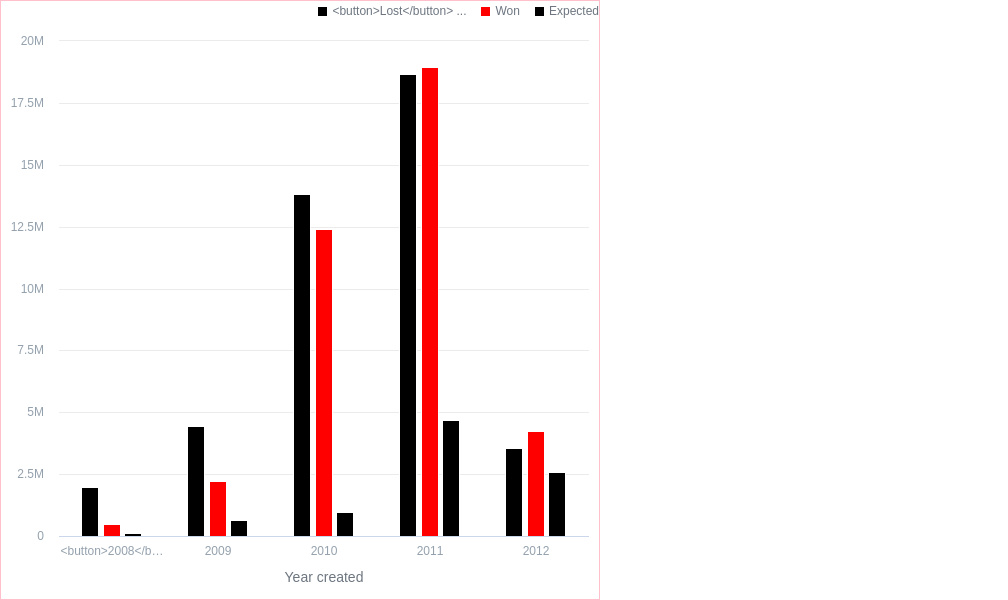 <button>Lost</button> ... Won Expected
20M
17.5M
15M
12.5M
10M
7.5M
5M
2.5M
0
<button>2008</b… 2009 2010 2011 2012
Year created